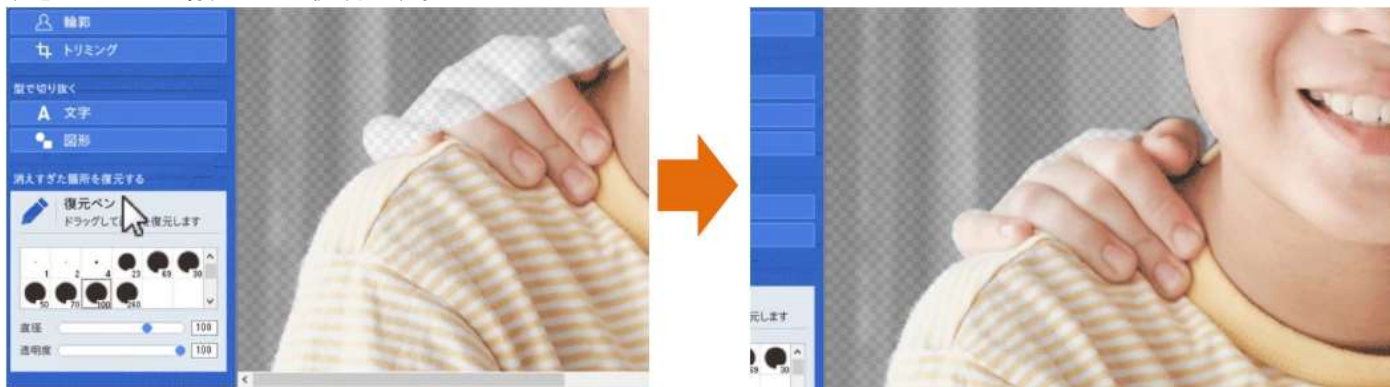 輪郭
トリミング
型で切り抜く
A 文字
図形
消えすぎた箇所を復元する
復元ペン
ドラッグして
を復元します
1 2 4 23 69 30
50 70 100 240
直径 100
透明度 100
元します
69 30